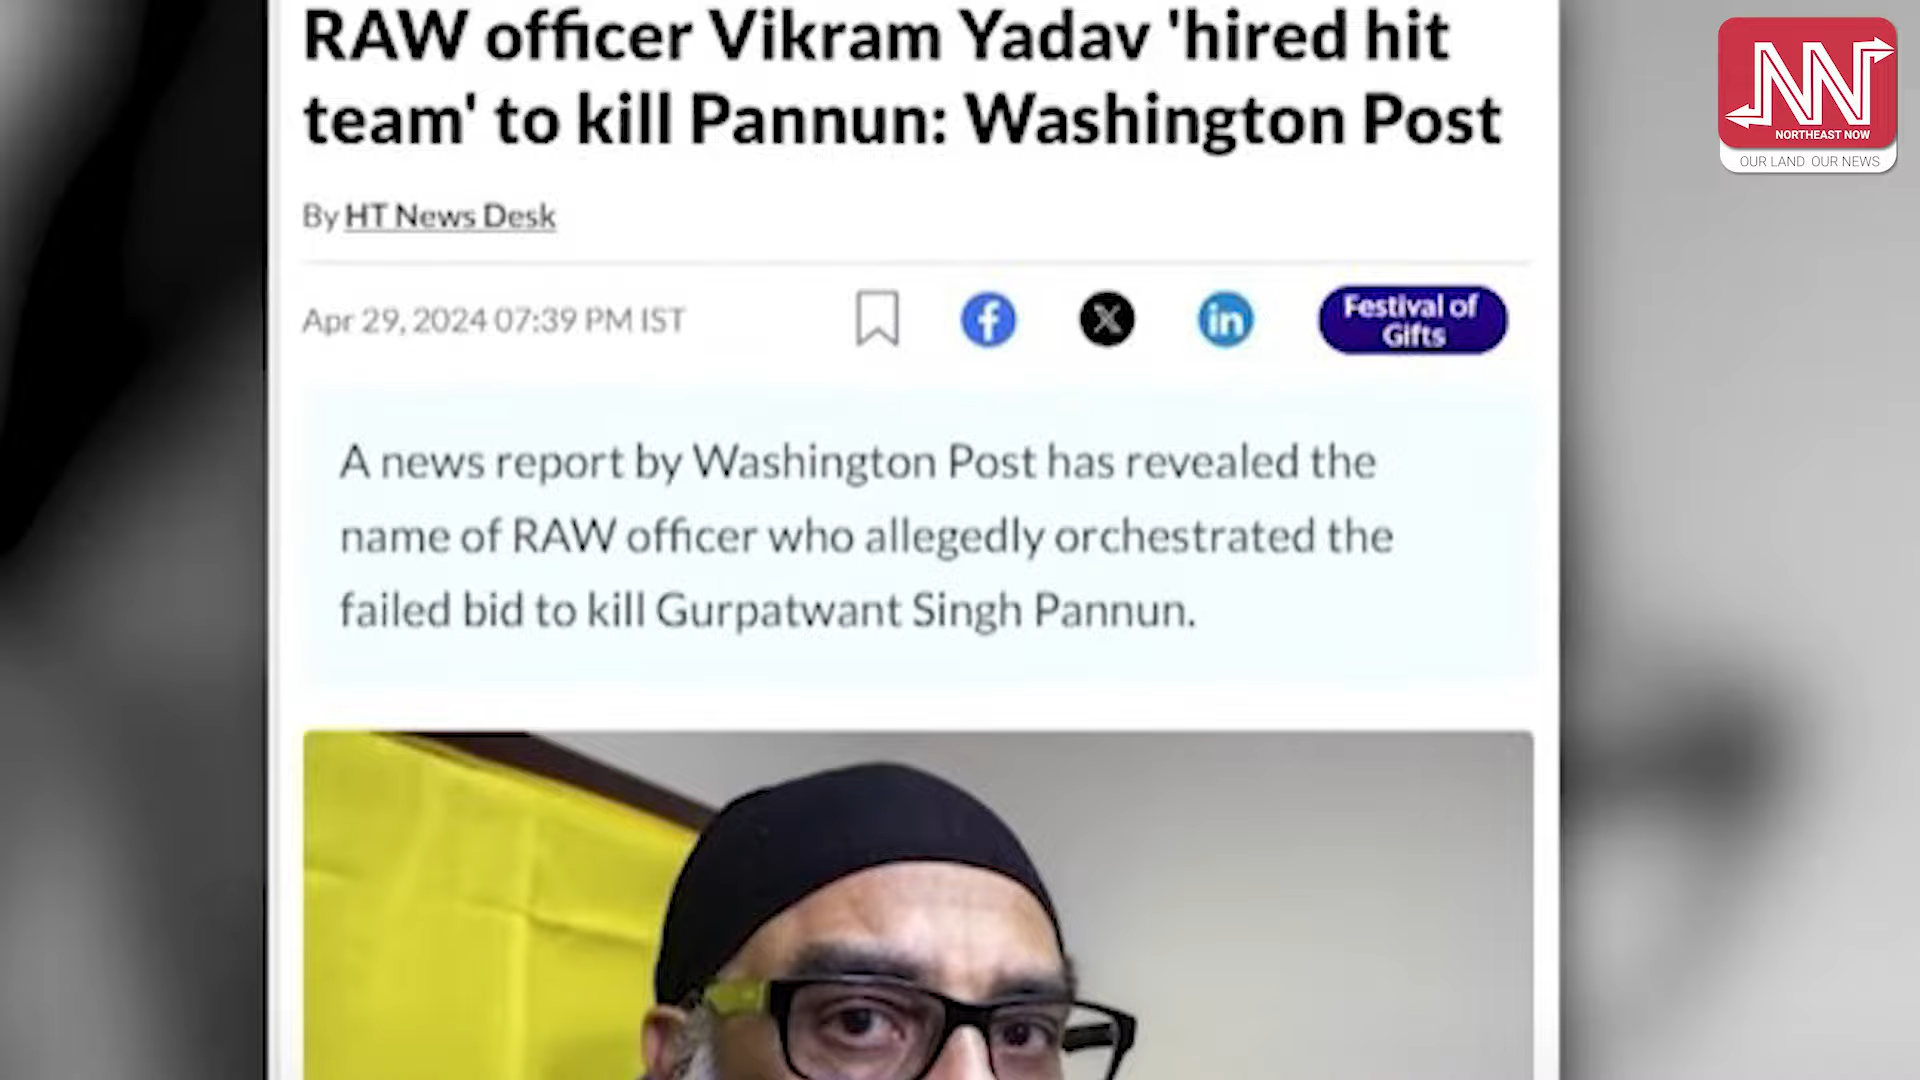 RAW officer Vikram Yadav 'hired hit
team' to kill Pannun: Washington Post
NORTHEAST NOW
OUR LAND OUR NEWS
By HT News Desk
Apr 29, 2024 07:39 PM IST
Festival of
Gifts
A news report by Washington Post has revealed the
name of RAW officer who allegedly orchestrated the
failed bid to kill Gurpatwant Singh Pannun.